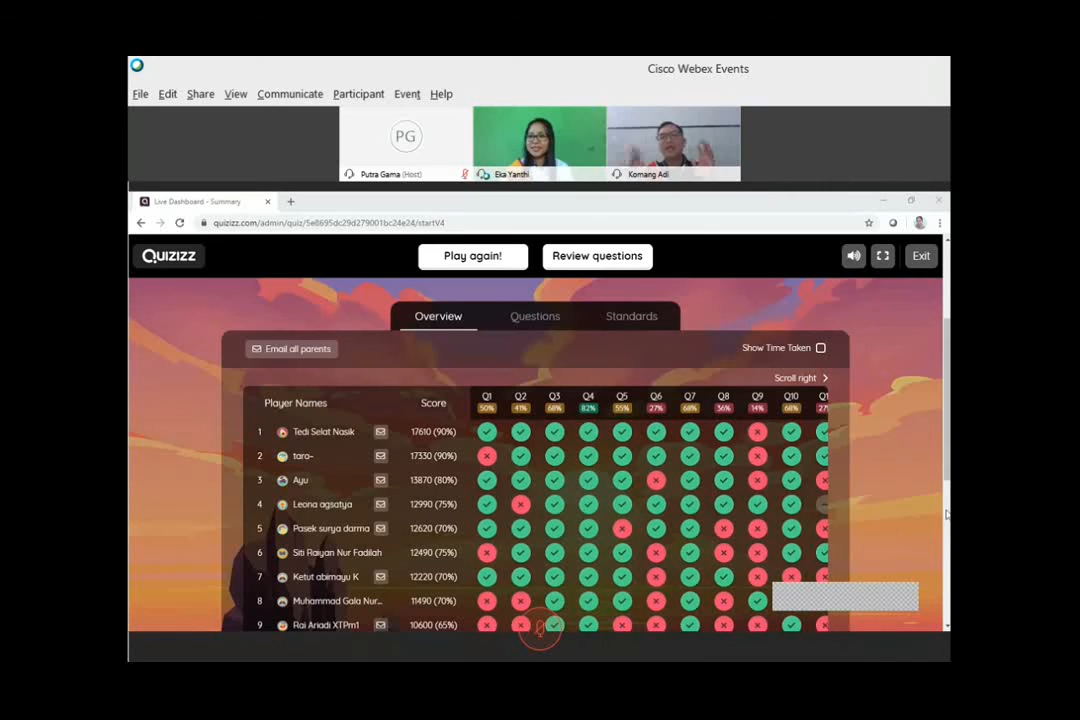 Cisco Webex Events
File Edit Share View Communicate Participant Event Help
PG
Putra Gama (Host) Eka Yanthi Komang Adi
Live Dashboard - Summary
quizizz.com/admin/quiz/5e8695dc29d279001bc24e24/startV4
Quizizz Play again! Review questions Exit
Overview Questions Standards
Email all parents Show Time Taken
Scroll right
Player Names Score Q1 Q2 Q3 Q4 Q5 Q6 Q7 Q8 Q9 Q10 Q1
50% 41% 68% 82% 55% 27% 68% 36% 14% 68% 27
1 Tedi Selat Nasik 17610 (90%)
2 tara- 17330 (90%)
3 Ayu 13870 (80%)
4 Leona agsatya 12990 (75%)
5 Pasek surya darma 12620 (70%)
6 Siti Raiyan Nur Fadilah 12490 (75%)
7 Ketut abimayu K 12220 (70%)
8 Muhammad Gala Nur... 11490 (70%)
9 Rai Ariadi XTPm1 10600 (65%)